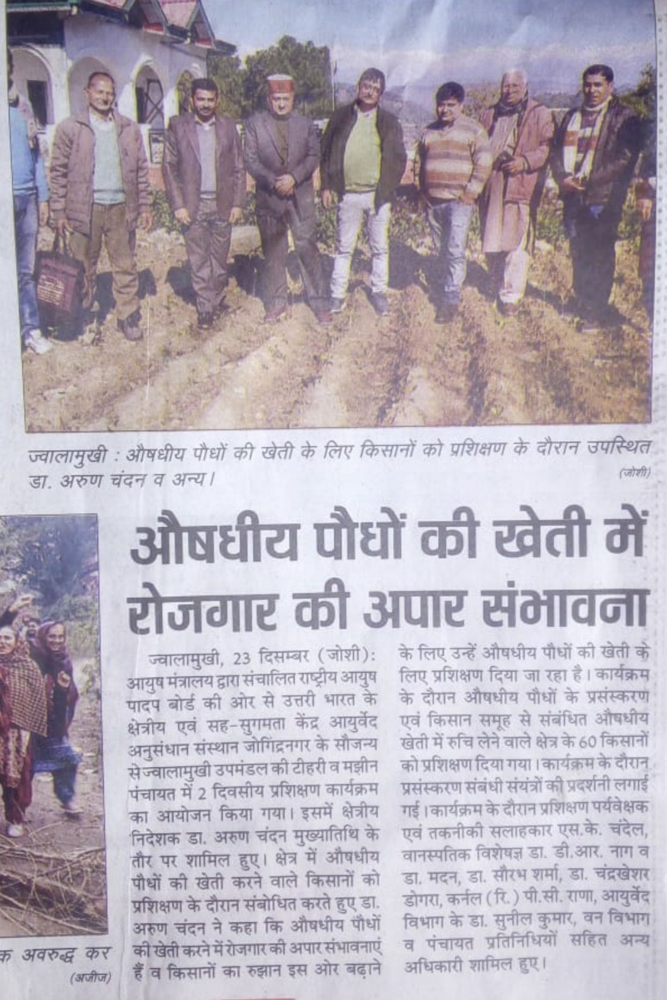 ज्वालामुखी : औषधीय पौधों की खेती के लिए किसानों को प्रशिक्षण के दौरान उपस्थित
डा. अरुण चंदन व अन्य।
(जोशी)
औषधीय पौधों की खेती में
रोजगार की अपार संभावना
ज्वालामुखी, 23 दिसम्बर (जोशी):
आयुष मंत्रालय द्वारा संचालित राष्ट्रीय आयुष
पादप बोर्ड की ओर से उत्तरी भारत के
क्षेत्रीय एवं सह-सुगमता केंद्र आयुर्वेद
अनुसंधान संस्थान जोगिंद्रनगर के सौजन्य
से ज्वालामुखी उपमंडल की टीहरी व मझीन
पंचायत में 2 दिवसीय प्रशिक्षण कार्यक्रम
का आयोजन किया गया। इसमें क्षेत्रीय
निदेशक डा. अरुण चंदन मुख्यातिथि के
तौर पर शामिल हुए। क्षेत्र में औषधीय
पौधों की खेती करने वाले किसानों को
प्रशिक्षण के दौरान संबोधित करते हुए डा.
अरुण चंदन ने कहा कि औषधीय पौधों
की खेती करने में रोजगार की अपार संभावनाएं
हैं व किसानों का रुझान इस ओर बढ़ाने
के लिए उन्हें औषधीय पौधों की खेती के
लिए प्रशिक्षण दिया जा रहा है। कार्यक्रम
के दौरान औषधीय पौधों के प्रसंस्करण
एवं किसान समूह से संबंधित औषधीय
खेती में रुचि लेने वाले क्षेत्र के 60 किसानों
को प्रशिक्षण दिया गया। कार्यक्रम के दौरान
प्रसंस्करण संबंधी संयंत्रों की प्रदर्शनी लगाई
गई। कार्यक्रम के दौरान प्रशिक्षण पर्यवेक्षक
एवं तकनीकी सलाहकार एस.के. चंदेल,
वानस्पतिक विशेषज्ञ डा. डी.आर. नाग व
डा. मदन, डा. सौरभ शर्मा, डा. चंद्रखेशर
डोगरा, कर्नल (रि.) पी.सी. राणा, आयुर्वेद
विभाग के डा. सुनील कुमार, वन विभाग
व पंचायत प्रतिनिधियों सहित अन्य
अधिकारी शामिल हुए।
क अवरुद्ध कर
(अजीज)